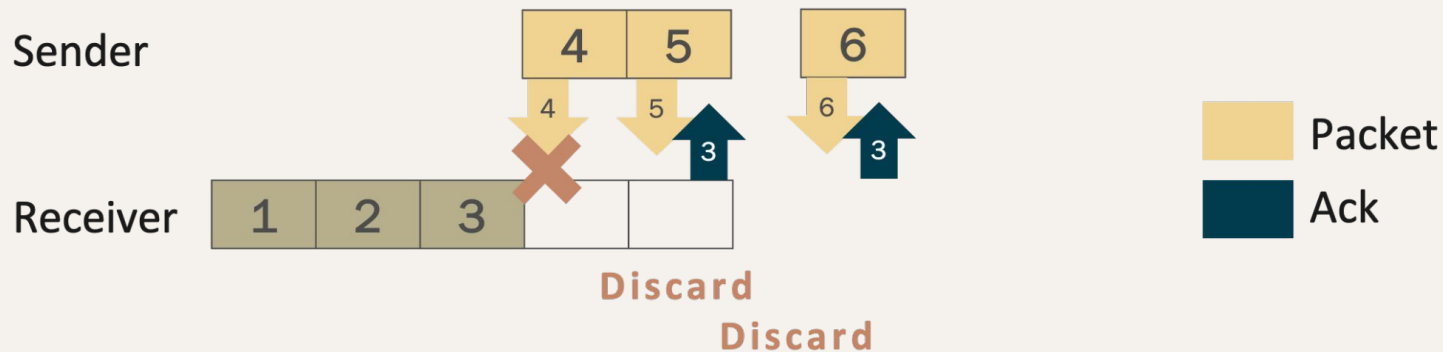 Sender
4 5 6
4 5 6
3 3
Packet
Ack
Receiver
1 2 3
Discard
Discard